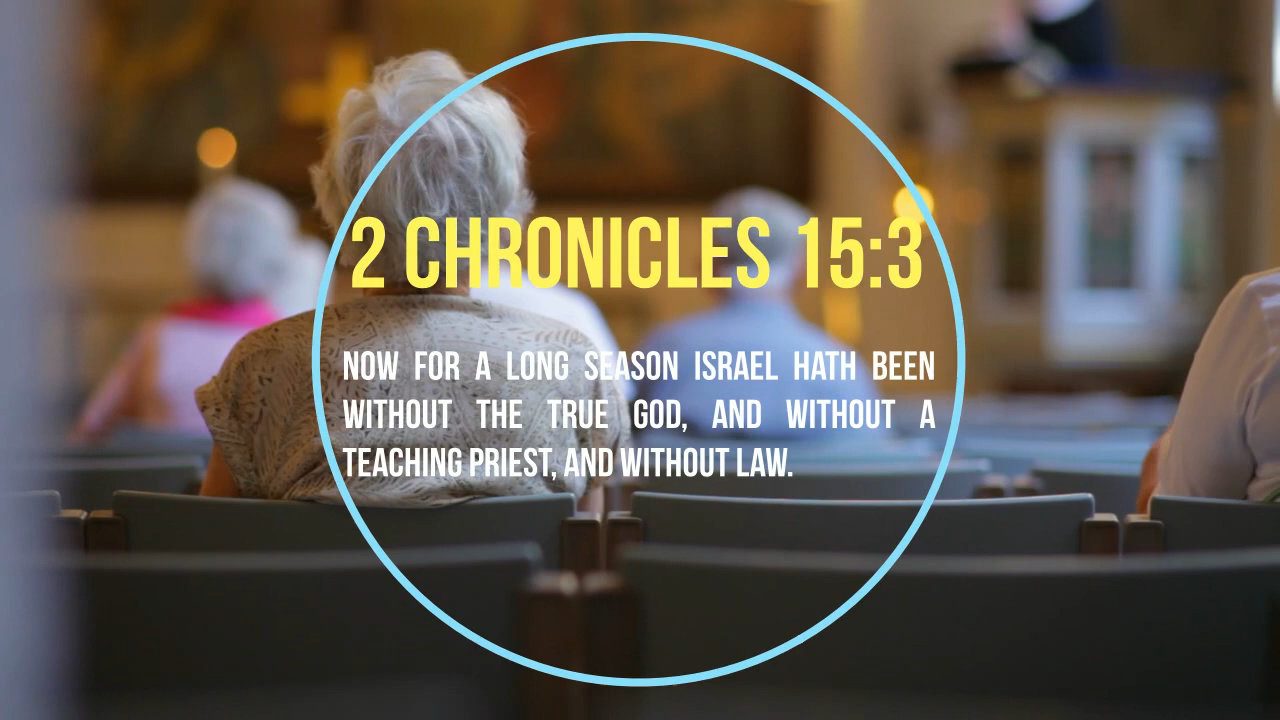 2 CHRONICLES 15:3
NOW FOR A LONG SEASON ISRAEL HATH BEEN
WITHOUT THE TRUE GOD, AND WITHOUT A
TEACHING PRIEST, AND WITHOUT LAW.